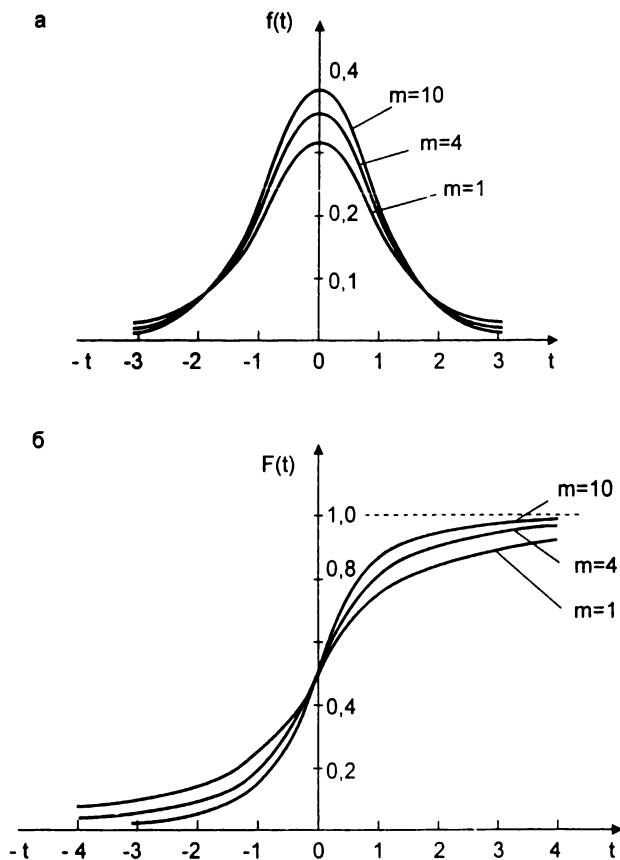 а
f(t)
0,4
m=10
m=4
m=1
0,2
0,1
- t -3 -2 -1 0 1 2 3 t
б
F(t)
m=10
1,0
m=4
0,8
m=1
0,4
0,2
- t - 4 -3 -2 -1 0 1 2 3 4 t